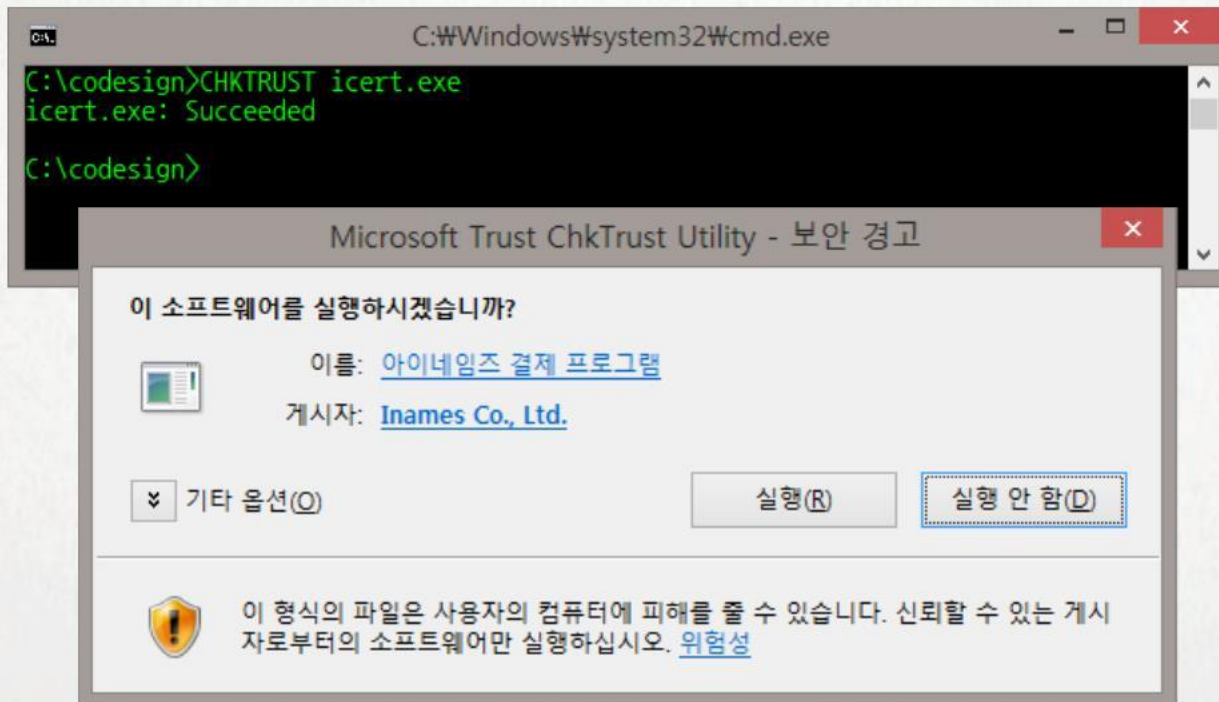 C:₩Windows₩system32₩cmd.exe
C:\codesign>CHKTRUST icert.exe
icert.exe: Succeeded
C:\codesign>
Microsoft Trust ChkTrust Utility - 보안 경고
이 소프트웨어를 실행하시겠습니까?
이름: 아이네임즈 결제 프로그램
게시자: Inames Co., Ltd.
기타 옵션(O) 실행(R) 실행 안 함(D)
이 형식의 파일은 사용자의 컴퓨터에 피해를 줄 수 있습니다. 신뢰할 수 있는 게시
자로부터의 소프트웨어만 실행하십시오. 위험성